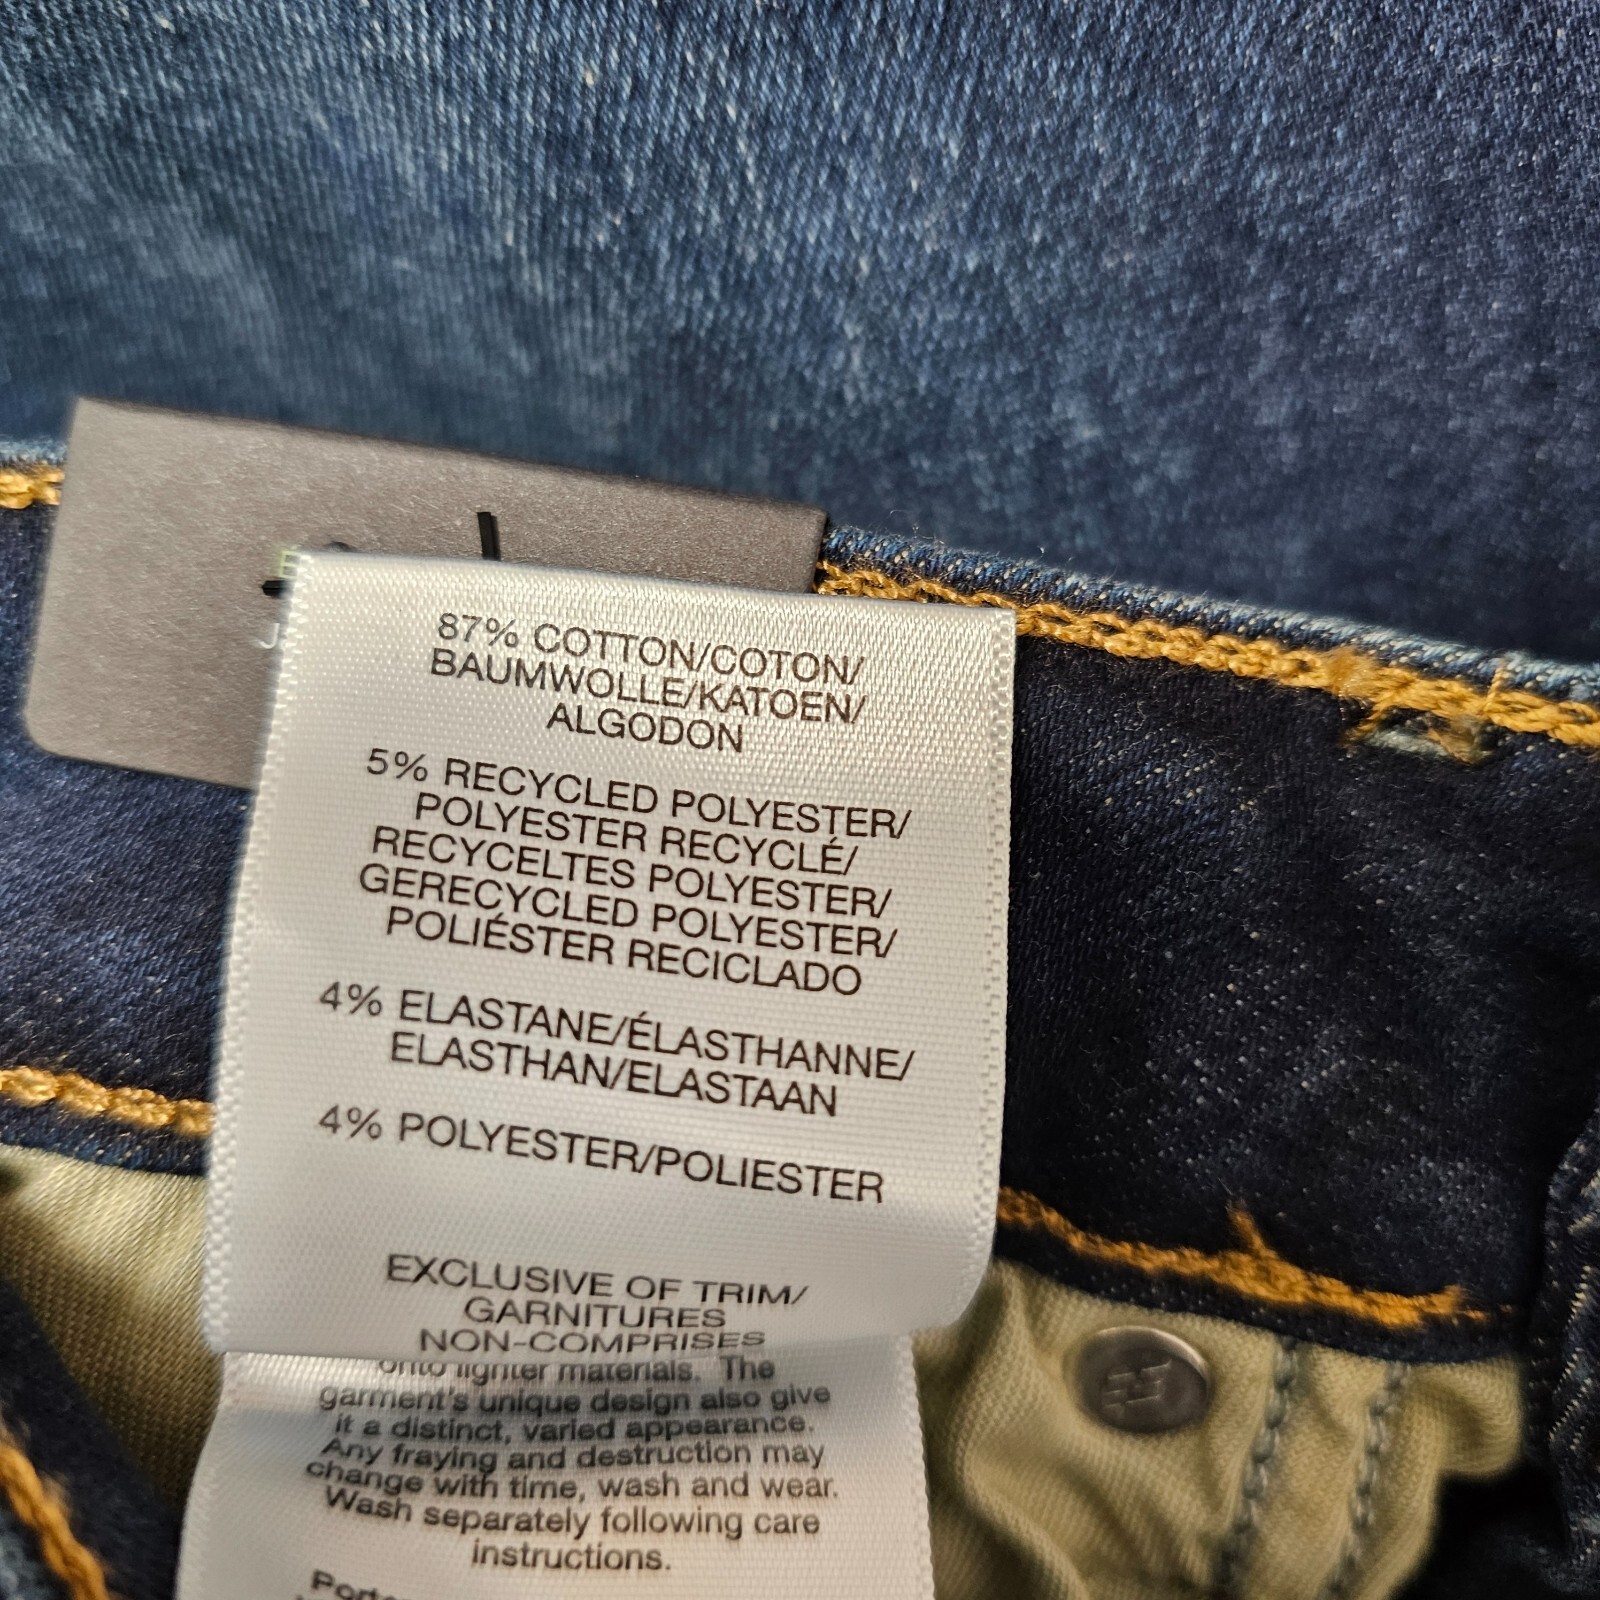 87% COTTON/COTON/
BAUMWOLLE/KATOEN/
ALGODON
5% RECYCLED POLYESTER/
POLYESTER RECYCLÉ/
RECYCELTES POLYESTER/
GERECYCLED POLYESTER/
POLIÉSTER RECICLADO
4% ELASTANE/ÉLASTHANNE/
ELASTHAN/ELASTAAN
4% POLYESTER/POLIESTER
EXCLUSIVE OF TRIM/
GARNITURES
NON-COMPRISES
onto lighter materials. The
garment's unique design also give
it a distinct, varied appearance.
Any fraying and destruction may
change with time, wash and wear.
Wash separately following care
instructions.